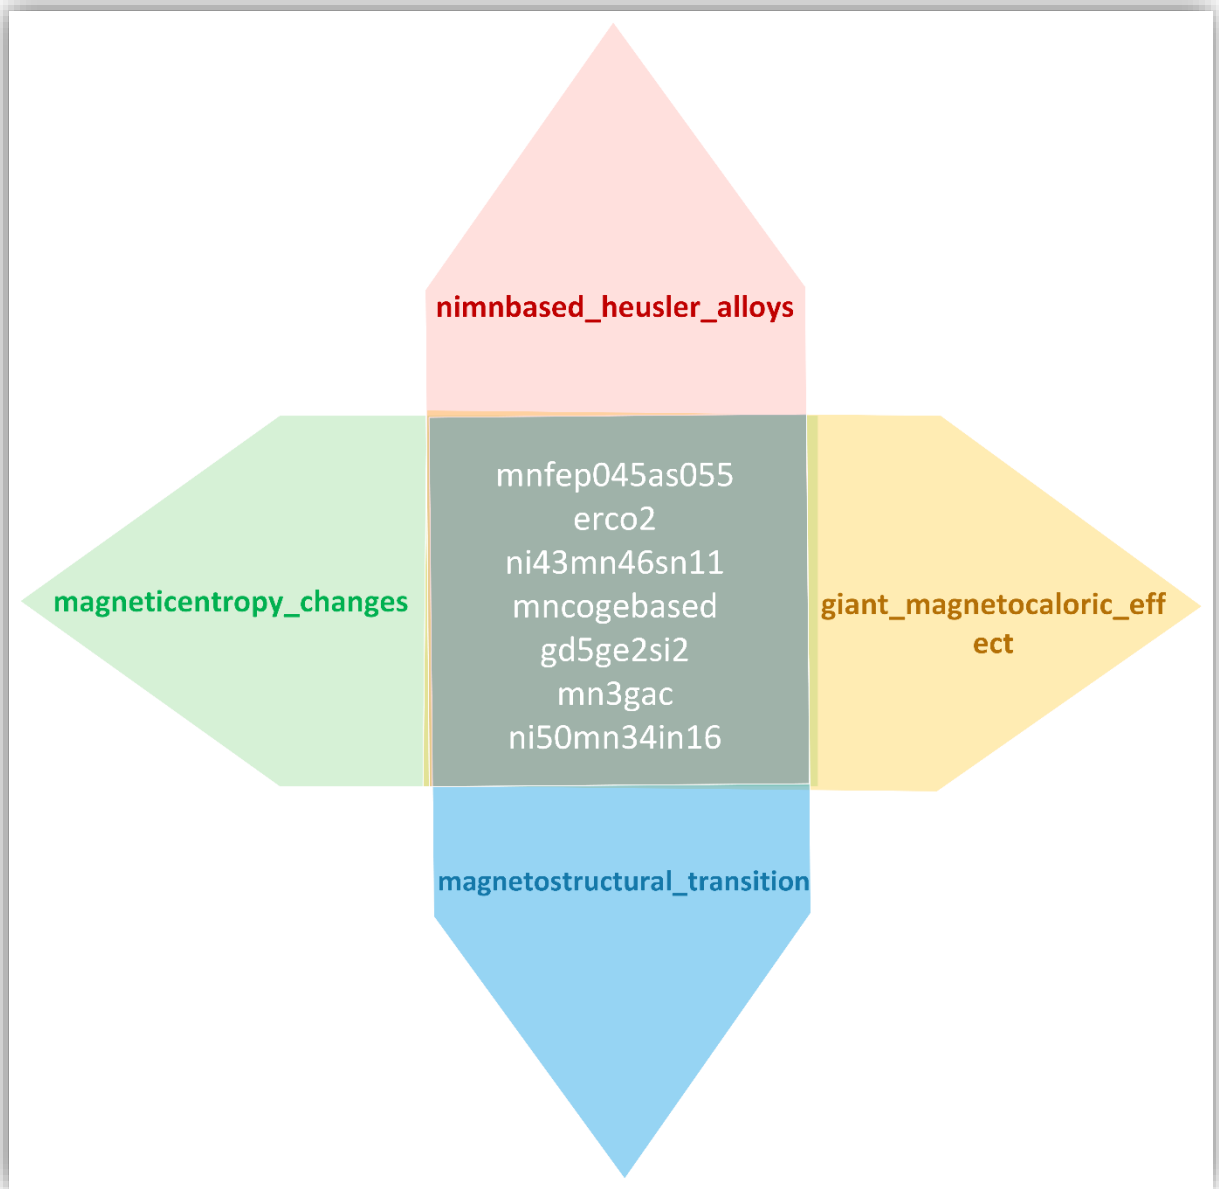 nimnbased_heusler_alloys
mnfep045as055
erco2
ni43mn46sn11
mncogebased
gd5ge2si2
mn3gac
ni50mn34in16
magneticentropy_changes
giant_magnetocaloric_eff
ect
magnetostructural_transition